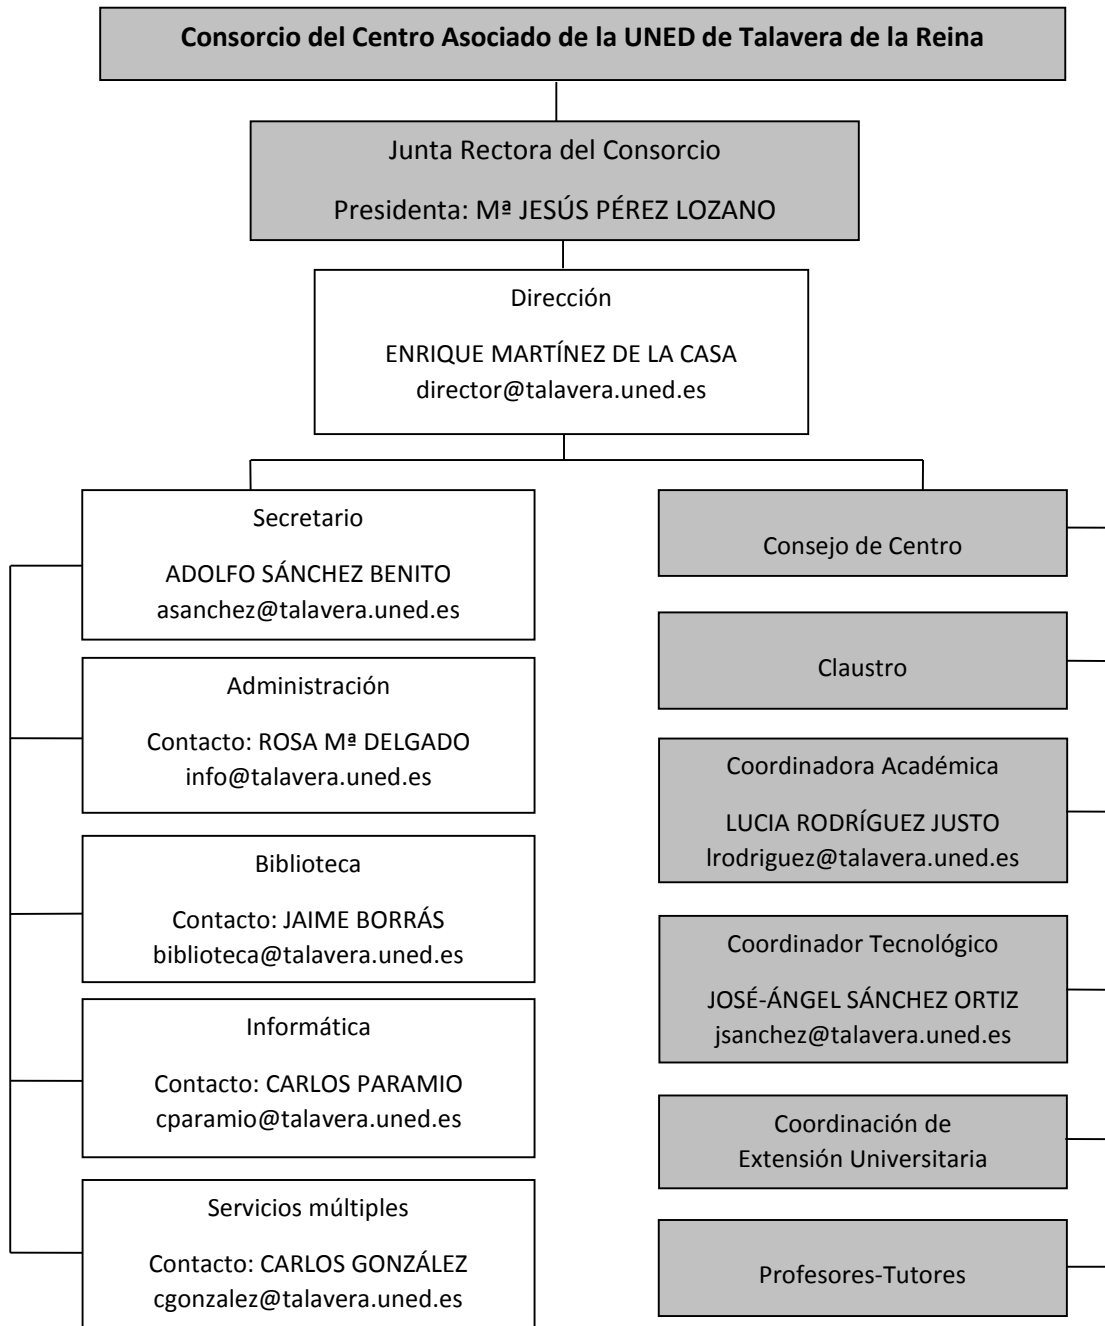 Consorcio del Centro Asociado de la UNED de Talavera de la Reina
Junta Rectora del Consorcio
Presidenta: Mª JESÚS PÉREZ LOZANO
Dirección
ENRIQUE MARTÍNEZ DE LA CASA
director@talavera.uned.es
Secretario
ADOLFO SÁNCHEZ BENITO
asanchez@talavera.uned.es
Administración
Contacto: ROSA Mª DELGADO
info@talavera.uned.es
Biblioteca
Contacto: JAIME BORRÁS
biblioteca@talavera.uned.es
Informática
Contacto: CARLOS PARAMIO
cparamio@talavera.uned.es
Servicios múltiples
Contacto: CARLOS GONZÁLEZ
cgonzalez@talavera.uned.es
Consejo de Centro
Claustro
Coordinadora Académica
LUCIA RODRÍGUEZ JUSTO
lrodriguez@talavera.uned.es
Coordinador Tecnológico
JOSÉ-ÁNGEL SÁNCHEZ ORTIZ
jsanchez@talavera.uned.es
Coordinación de
Extensión Universitaria
Profesores-Tutores